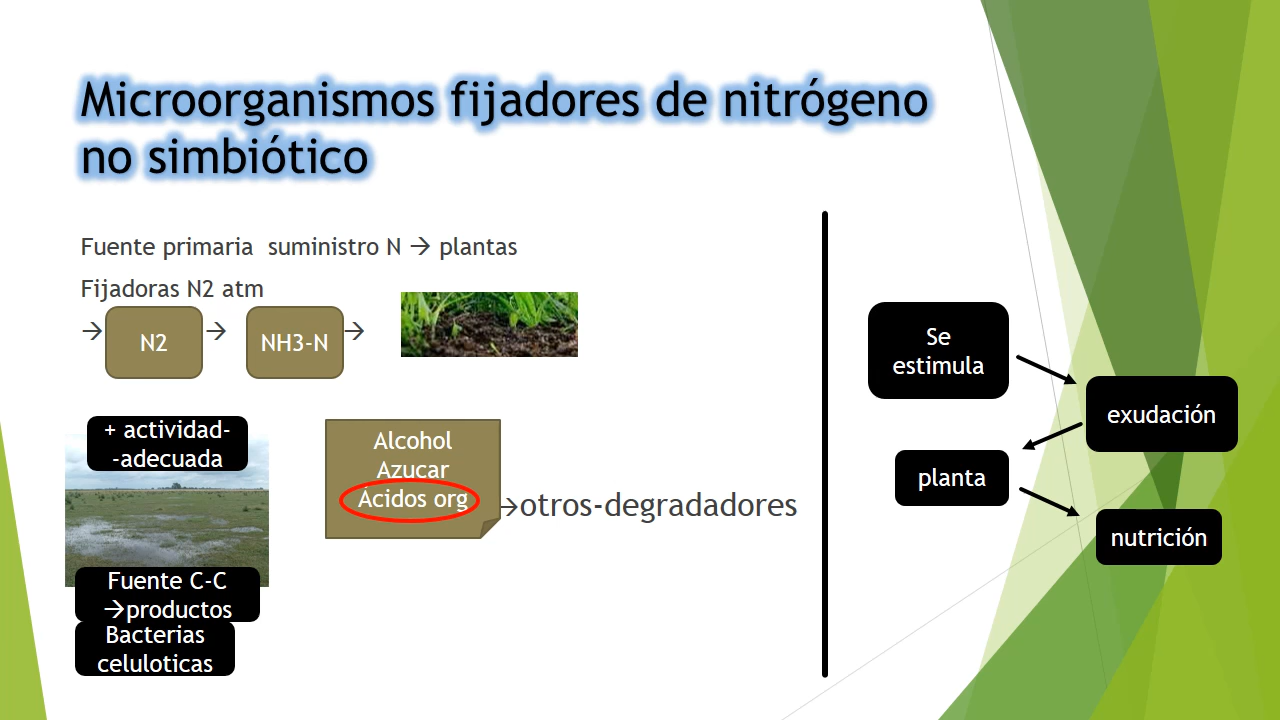 Microorganismos fijadores de nitrógeno
no simbiótico
Fuente primaria  suministro N → plantas
Fijadoras N2 atm
→ N2 → NH3-N →
+ actividad-
-adecuada
Fuente C-C
→productos
Bacterias
celuloticas
Alcohol
Azucar
Ácidos org
→otros-degradadores
Se
estimula
exudación
planta
nutrición